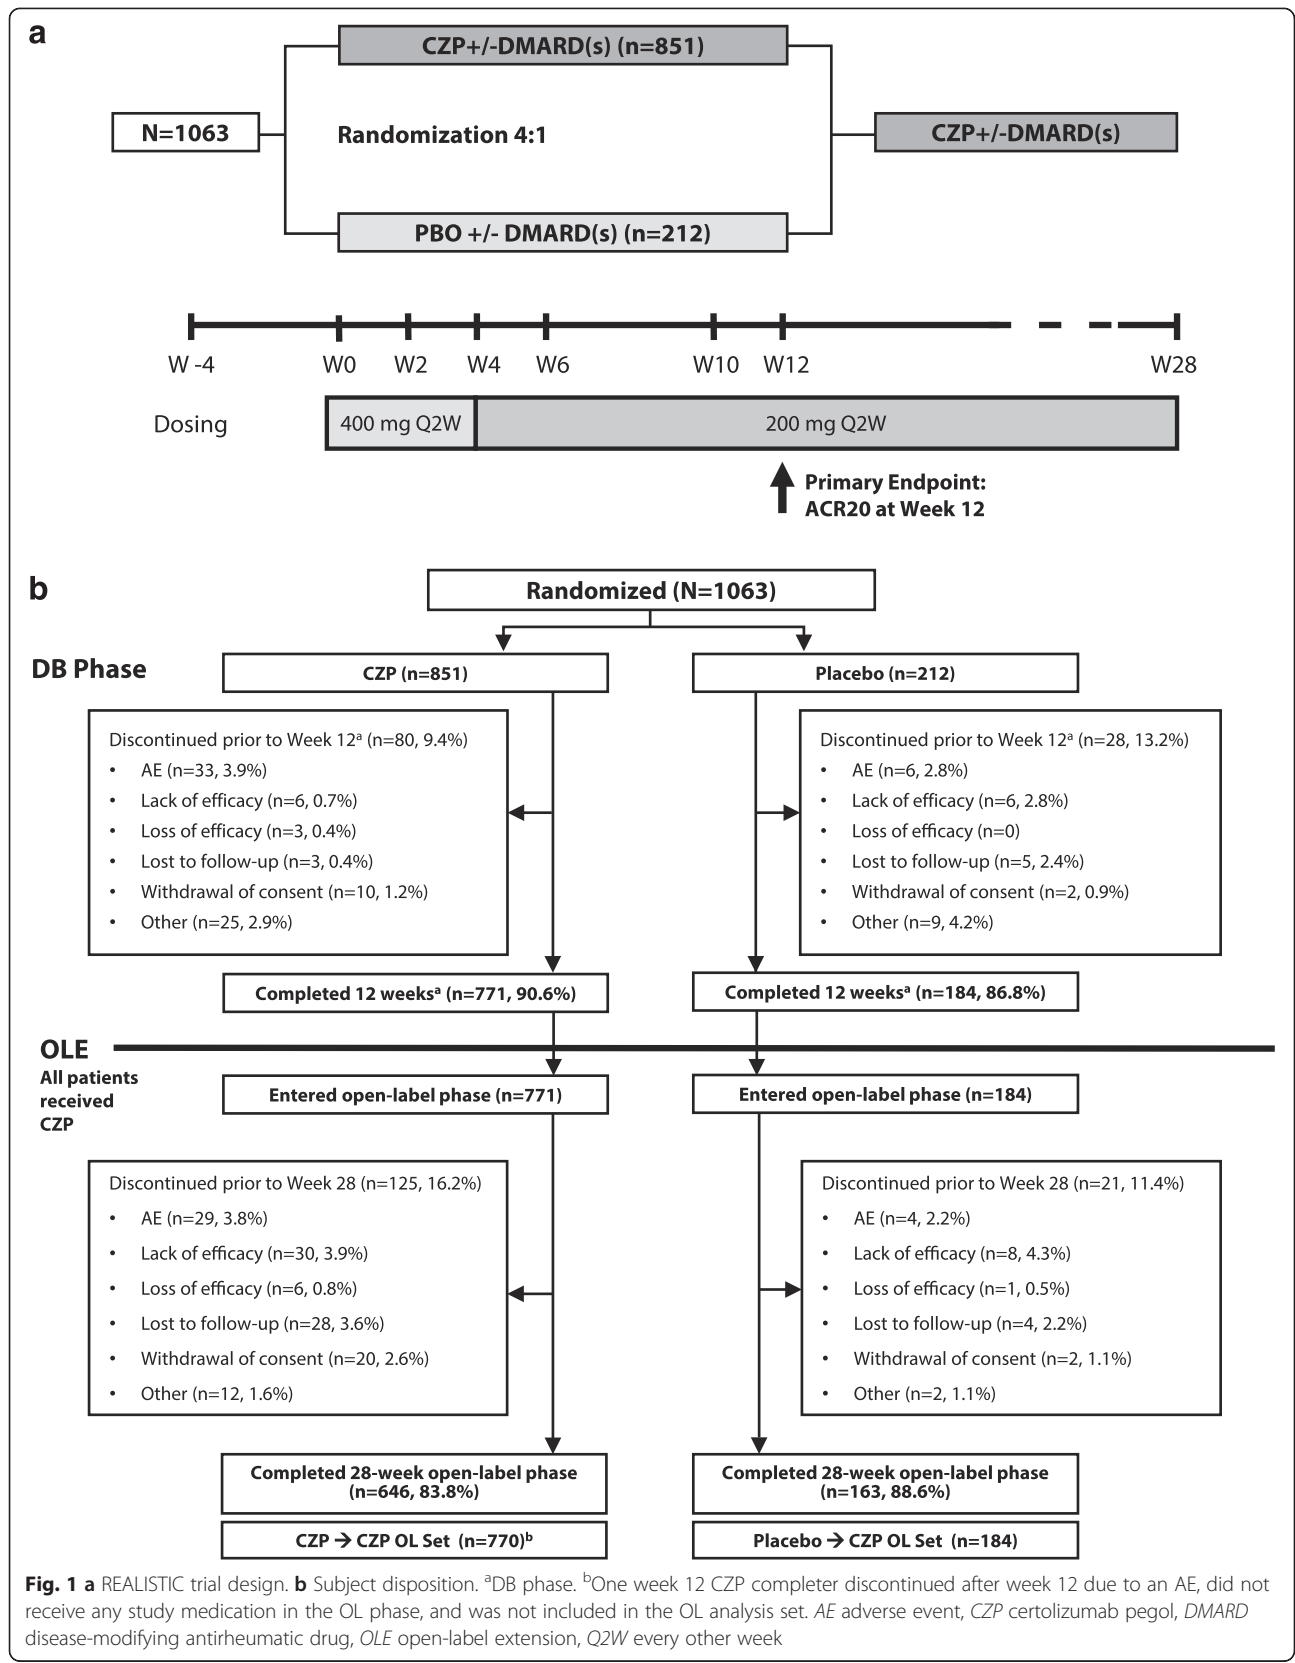 a
CZP+/-DMARD(s) (n=851)
N=1063
Randomization 4:1
CZP+/-DMARD(s)
PBO +/- DMARD(s) (n=212)
W -4 W0 W2 W4 W6 W10 W12 W28
Dosing 400 mg Q2W 200 mg Q2W
Primary Endpoint:
ACR20 at Week 12
b
Randomized (N=1063)
DB Phase
CZP (n=851)
Placebo (n=212)
Discontinued prior to Week 12ᵃ (n=80, 9.4%)
• AE (n=33, 3.9%)
• Lack of efficacy (n=6, 0.7%)
• Loss of efficacy (n=3, 0.4%)
• Lost to follow-up (n=3, 0.4%)
• Withdrawal of consent (n=10, 1.2%)
• Other (n=25, 2.9%)
Discontinued prior to Week 12ᵃ (n=28, 13.2%)
• AE (n=6, 2.8%)
• Lack of efficacy (n=6, 2.8%)
• Loss of efficacy (n=0)
• Lost to follow-up (n=5, 2.4%)
• Withdrawal of consent (n=2, 0.9%)
• Other (n=9, 4.2%)
Completed 12 weeksᵃ (n=771, 90.6%)
Completed 12 weeksᵃ (n=184, 86.8%)
OLE
All patients
received
CZP
Entered open-label phase (n=771)
Entered open-label phase (n=184)
Discontinued prior to Week 28 (n=125, 16.2%)
• AE (n=29, 3.8%)
• Lack of efficacy (n=30, 3.9%)
• Loss of efficacy (n=6, 0.8%)
• Lost to follow-up (n=28, 3.6%)
• Withdrawal of consent (n=20, 2.6%)
• Other (n=12, 1.6%)
Discontinued prior to Week 28 (n=21, 11.4%)
• AE (n=4, 2.2%)
• Lack of efficacy (n=8, 4.3%)
• Loss of efficacy (n=1, 0.5%)
• Lost to follow-up (n=4, 2.2%)
• Withdrawal of consent (n=2, 1.1%)
• Other (n=2, 1.1%)
Completed 28-week open-label phase
(n=646, 83.8%)
Completed 28-week open-label phase
(n=163, 88.6%)
CZP → CZP OL Set (n=770)ᵇ
Placebo → CZP OL Set (n=184)
Fig. 1 a REALISTIC trial design. b Subject disposition. ᵃDB phase. ᵇOne week 12 CZP completer discontinued after week 12 due to an AE, did not
receive any study medication in the OL phase, and was not included in the OL analysis set. AE adverse event, CZP certolizumab pegol, DMARD
disease-modifying antirheumatic drug, OLE open-label extension, Q2W every other week